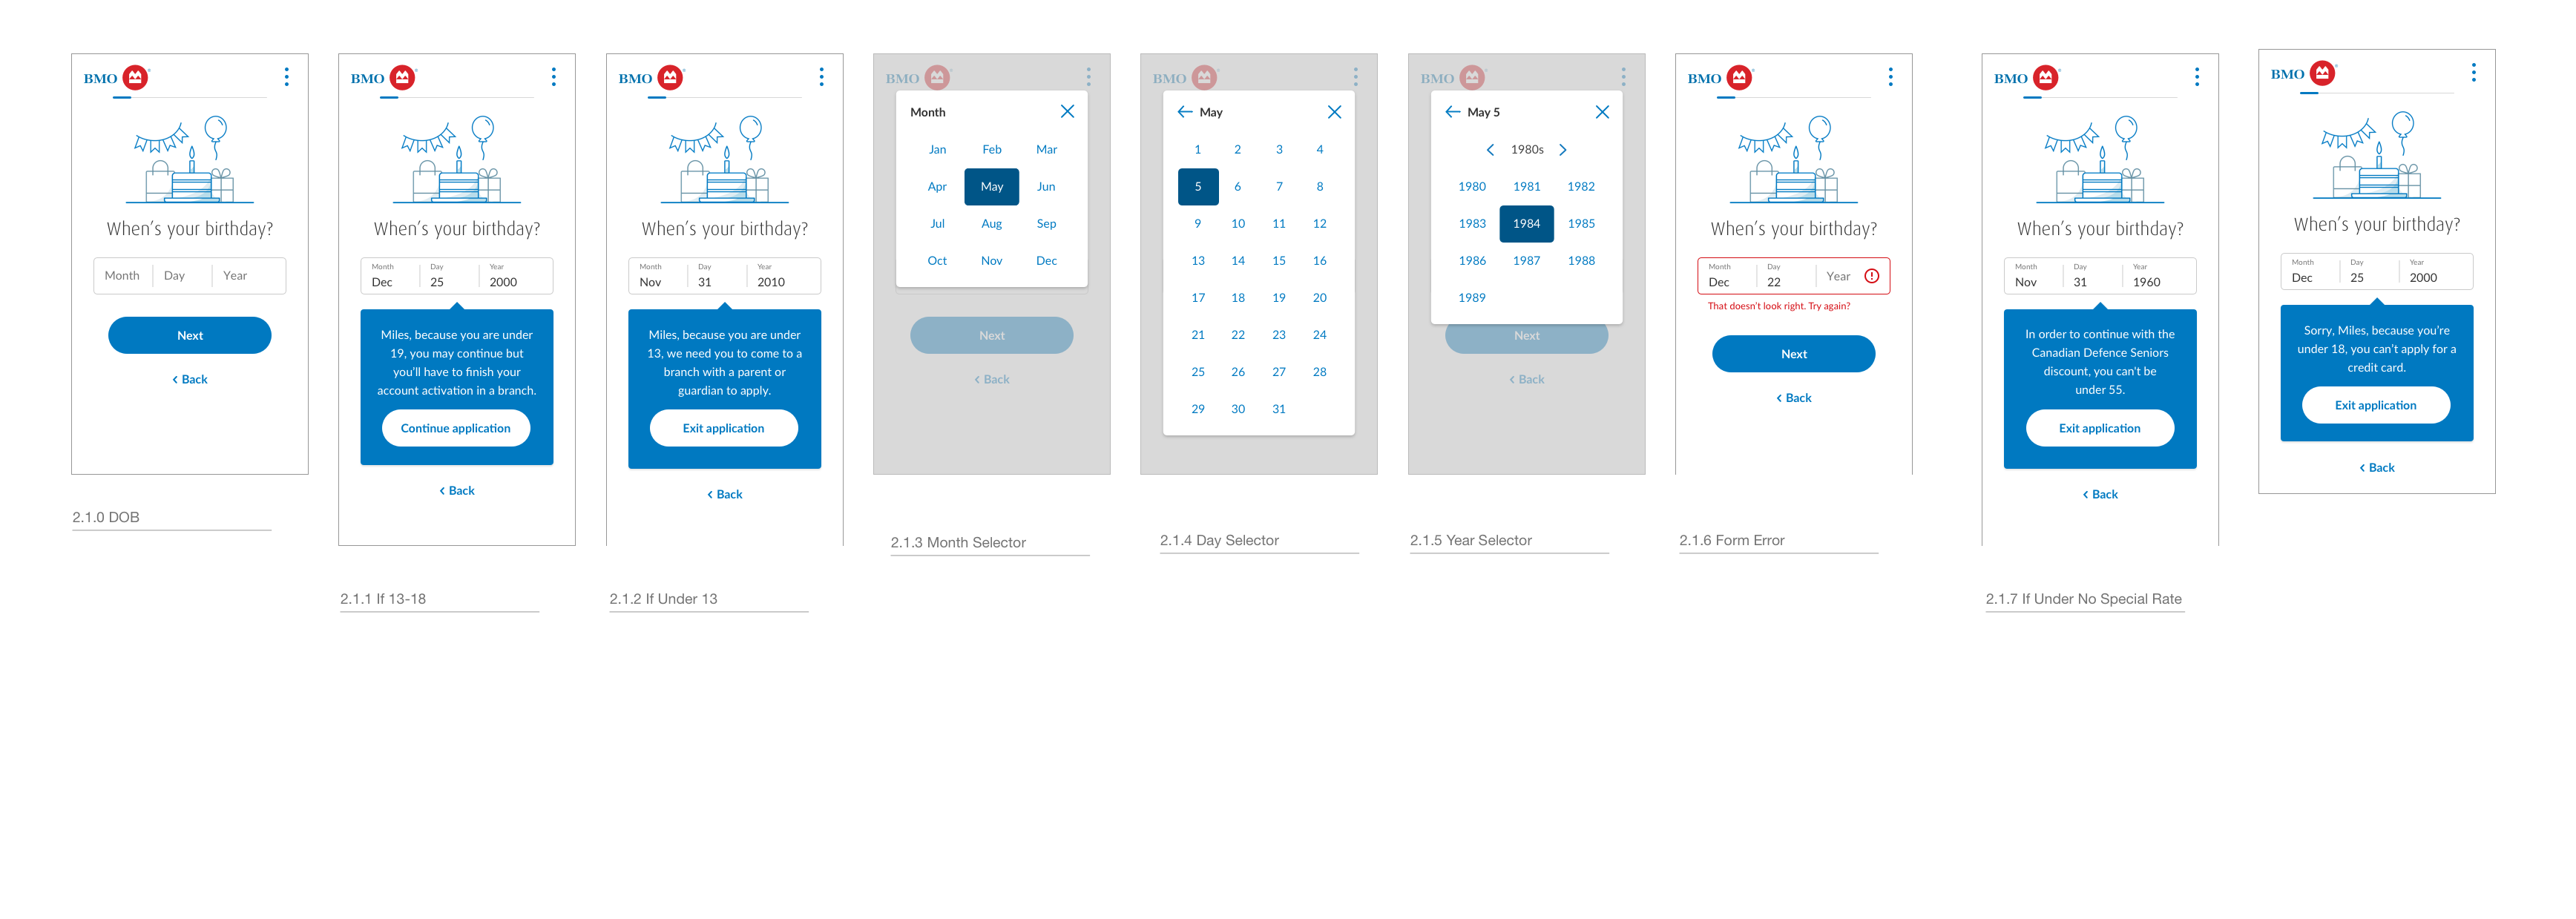 BMO
When's your birthday?
Month Day Year
Next
< Back
2.1.0 DOB
BMO
When's your birthday?
Month Day Year
Dec 25 2000
Miles, because you are under
19, you may continue but
you'll have to finish your
account activation in a branch.
Continue application
< Back
2.1.1 If 13-18
BMO
When's your birthday?
Month Day Year
Nov 31 2010
Miles, because you are under
13, we need you to come to a
branch with a parent or
guardian to apply.
Exit application
< Back
2.1.2 If Under 13
BMO
Month
Jan Feb Mar
Apr May Jun
Jul Aug Sep
Oct Nov Dec
Next
< Back
2.1.3 Month Selector
BMO
May
1 2 3 4
5 6 7 8
9 10 11 12
13 14 15 16
17 18 19 20
21 22 23 24
25 26 27 28
29 30 31
2.1.4 Day Selector
BMO
May 5
< 1980s >
1980 1981 1982
1983 1984 1985
1986 1987 1988
1989
Next
< Back
2.1.5 Year Selector
BMO
When's your birthday?
Month Day
Dec 22 Year
That doesn't look right. Try again?
Next
< Back
2.1.6 Form Error
BMO
When's your birthday?
Month Day Year
Nov 31 1960
In order to continue with the
Canadian Defence Seniors
discount, you can't be
under 55.
Exit application
< Back
2.1.7 If Under No Special Rate
BMO
When's your birthday?
Month Day Year
Dec 25 2000
Sorry, Miles, because you're
under 18, you can't apply for a
credit card.
Exit application
< Back